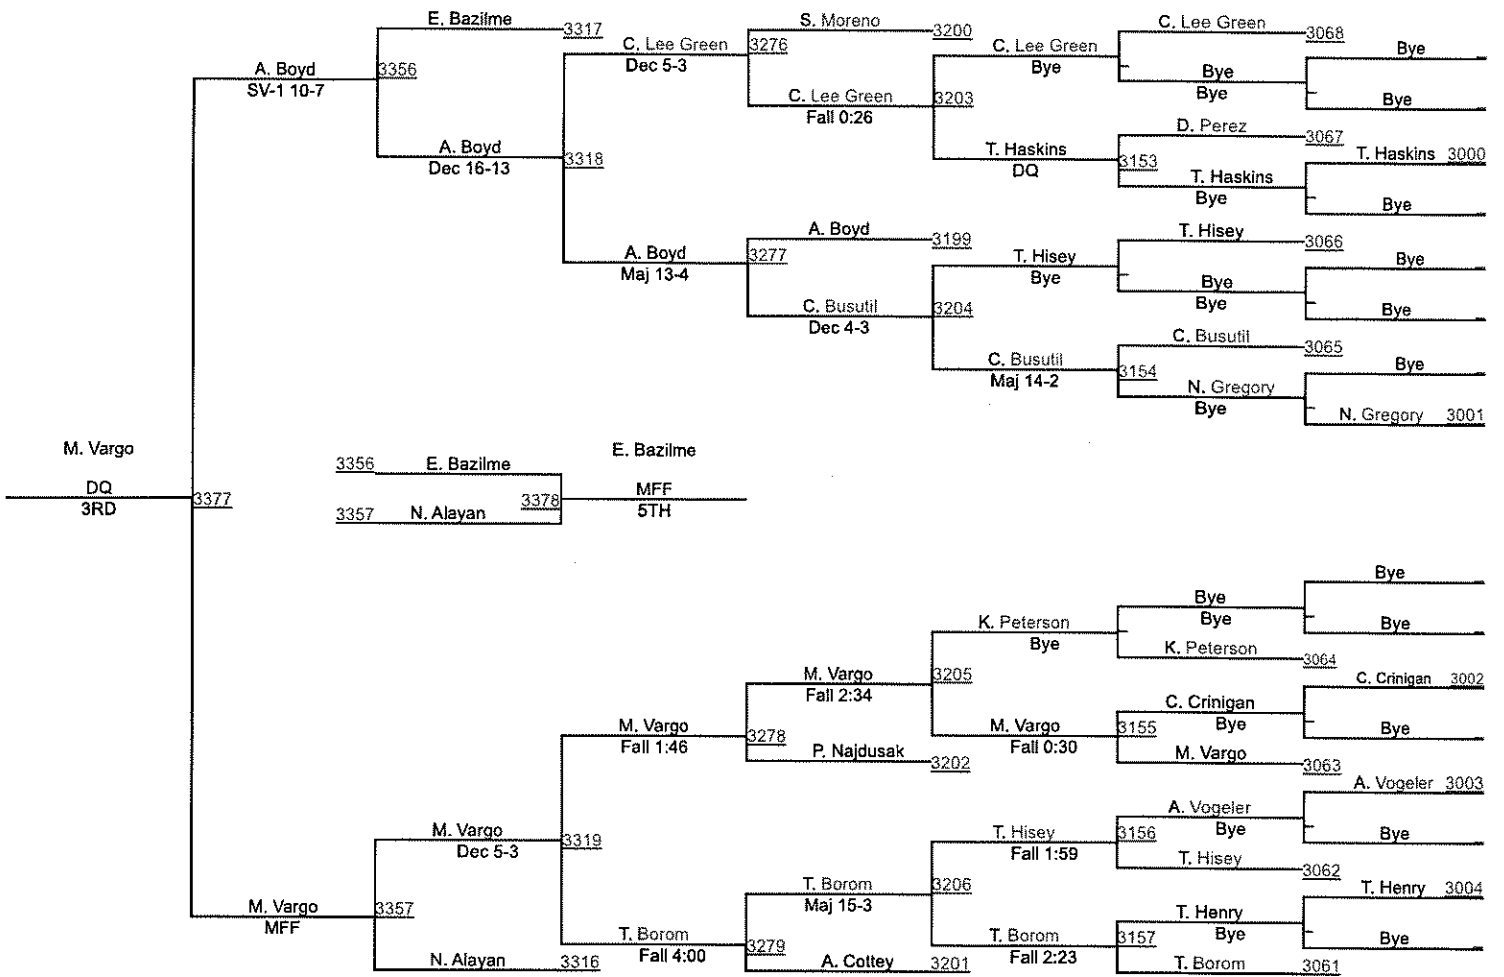 E. Bazilme
3317
A. Boyd
SV-1 10-7
3356
A. Boyd
Dec 16-13
3318
C. Lee Green
Dec 5-3
3276
S. Moreno
3200
C. Lee Green
Fall 0:26
3203
C. Lee Green
Bye
C. Lee Green
3068
Bye
Bye
Bye
Bye
T. Haskins
DQ
3153
D. Perez
3067
T. Haskins
Bye
T. Haskins 3000
Bye
A. Boyd
Maj 13-4
3277
A. Boyd
3199
C. Busutil
Dec 4-3
3204
T. Hisey
Bye
T. Hisey
3066
Bye
Bye
Bye
Bye
C. Busutil
Maj 14-2
3154
C. Busutil
3065
N. Gregory
Bye
Bye
N. Gregory 3001
M. Vargo
DQ
3RD
3377
3356
E. Bazilme
3357
N. Alayan
3378
E. Bazilme
MFF
5TH
M. Vargo
MFF
3357
M. Vargo
Dec 5-3
3319
N. Alayan
3316
M. Vargo
Fall 1:46
3278
M. Vargo
Fall 2:34
3205
P. Najdusak
3202
K. Peterson
Bye
Bye
Bye
Bye
Bye
K. Peterson
3064
M. Vargo
Fall 0:30
3155
C. Crinigan
Bye
C. Crinigan 3002
Bye
M. Vargo
3063
T. Borom
Fall 4:00
3279
T. Borom
Maj 15-3
3206
A. Cottey
3201
T. Hisey
Fall 1:59
3156
A. Vogeler
Bye
A. Vogeler 3003
Bye
T. Hisey
3062
T. Borom
Fall 2:23
3157
T. Henry
Bye
T. Henry 3004
Bye
T. Borom
3061